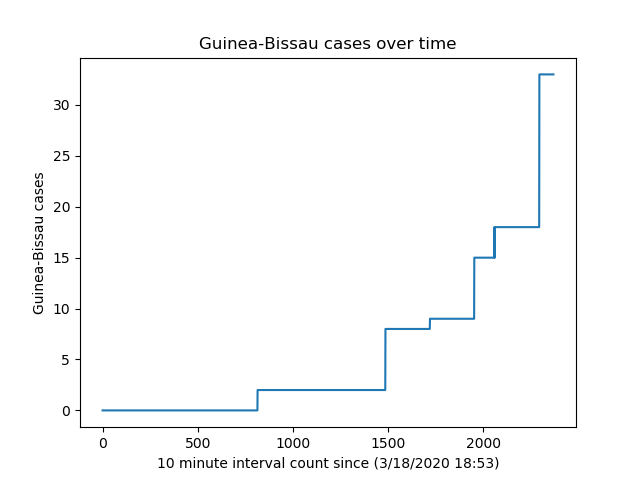 Guinea-Bissau cases over time
Guinea-Bissau cases
30
25
20
15
10
5
0
0 500 1000 1500 2000
10 minute interval count since (3/18/2020 18:53)